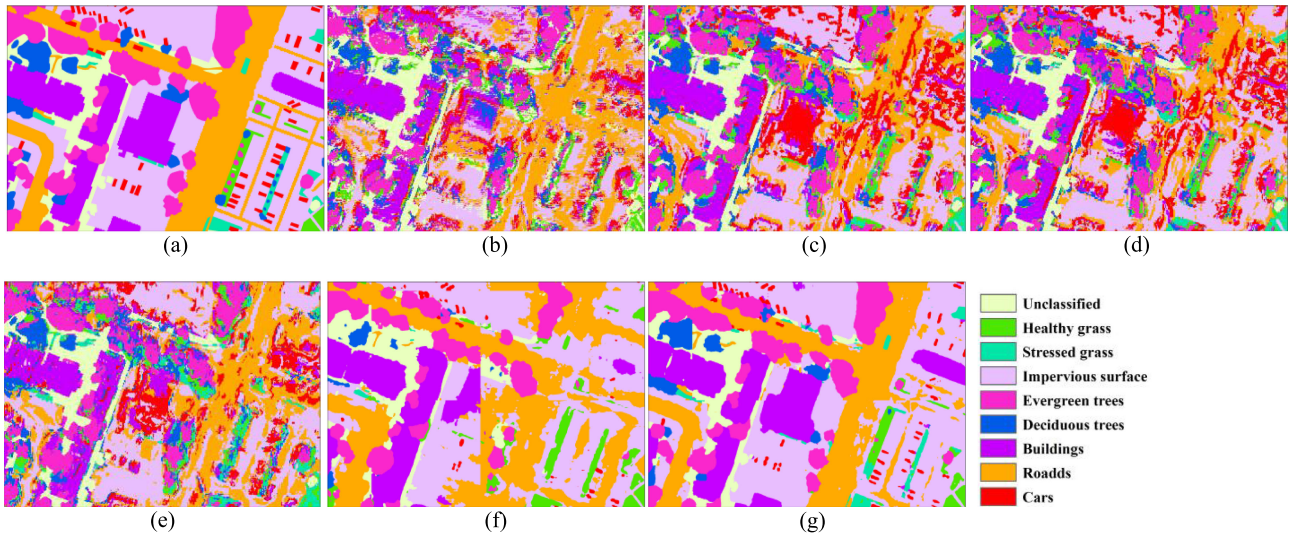 (a)
(b)
(c)
(d)
(e)
(f)
(g)
Unclassified
Healthy grass
Stressed grass
Impervious surface
Evergreen trees
Deciduous trees
Buildings
Roadds
Cars